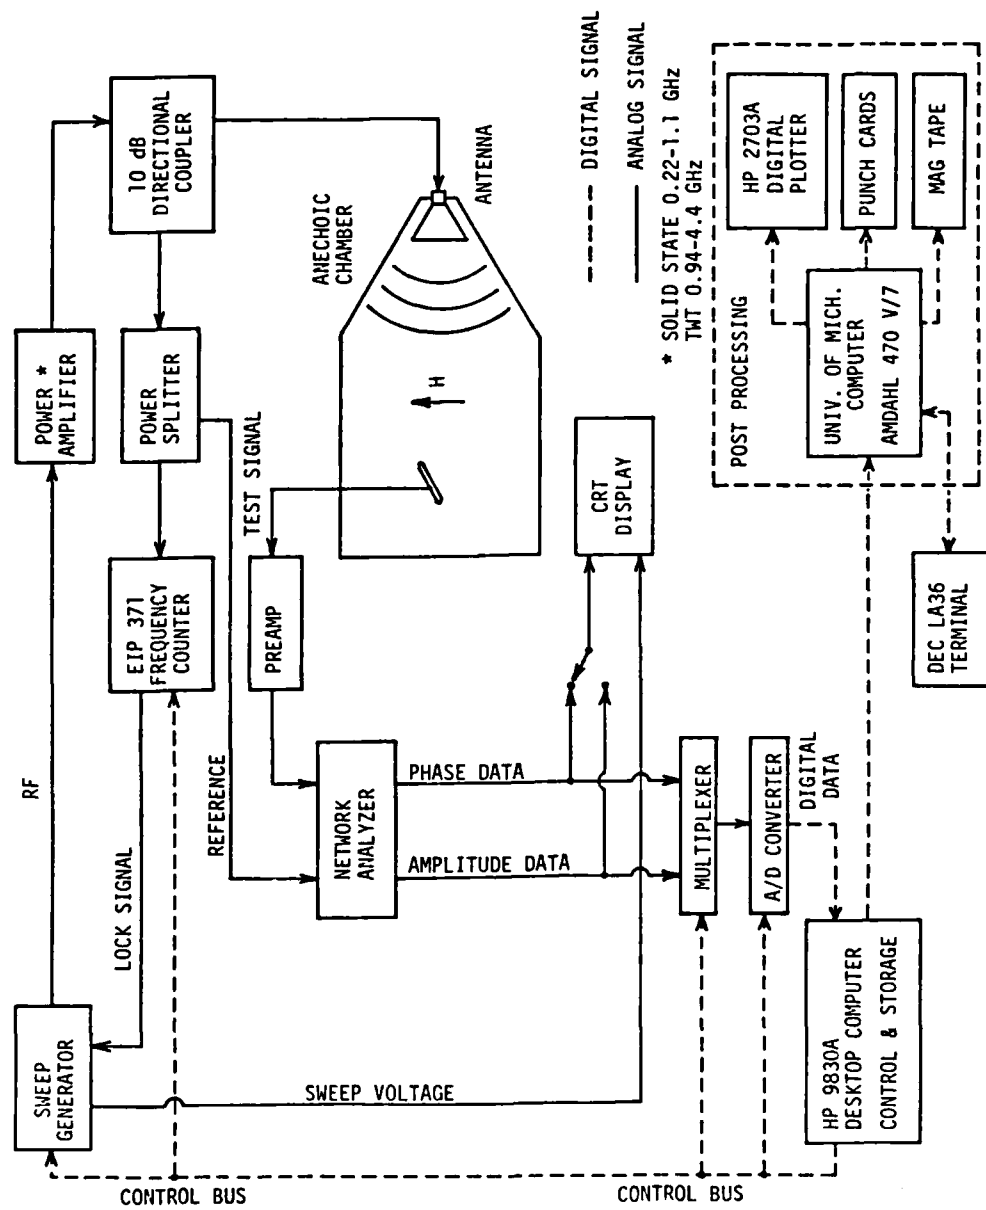 SWEEP
GENERATOR
RF
POWER *
AMPLIFIER
10 dB
DIRECTIONAL
COUPLER
LOCK SIGNAL
EIP 371
FREQUENCY
COUNTER
POWER
SPLITTER
REFERENCE
TEST SIGNAL
PREAMP
ANECHOIC
CHAMBER
ANTENNA
H
NETWORK
ANALYZER
PHASE DATA
AMPLITUDE DATA
SWEEP VOLTAGE
CRT
DISPLAY
DIGITAL SIGNAL
ANALOG SIGNAL
* SOLID STATE 0.22-1.1 GHz
TWT 0.94-4.4 GHz
CONTROL BUS
CONTROL BUS
MULTIPLEXER
A/D CONVERTER
DIGITAL
DATA
HP 9830A
DESKTOP COMPUTER
CONTROL & STORAGE
DEC LA36
TERMINAL
POST PROCESSING
UNIV. OF MICH.
COMPUTER
AMDAHL 470 V/7
HP 2703A
DIGITAL
PLOTTER
PUNCH CARDS
MAG TAPE